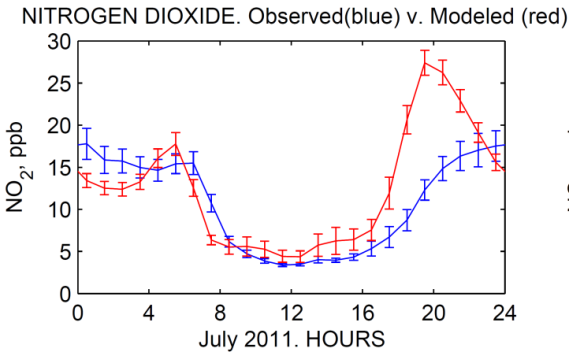 NITROGEN DIOXIDE. Observed(blue) v. Modeled (red)
30
25
20
15
10
5
0
NO2, ppb
0 4 8 12 16 20 24
July 2011. HOURS